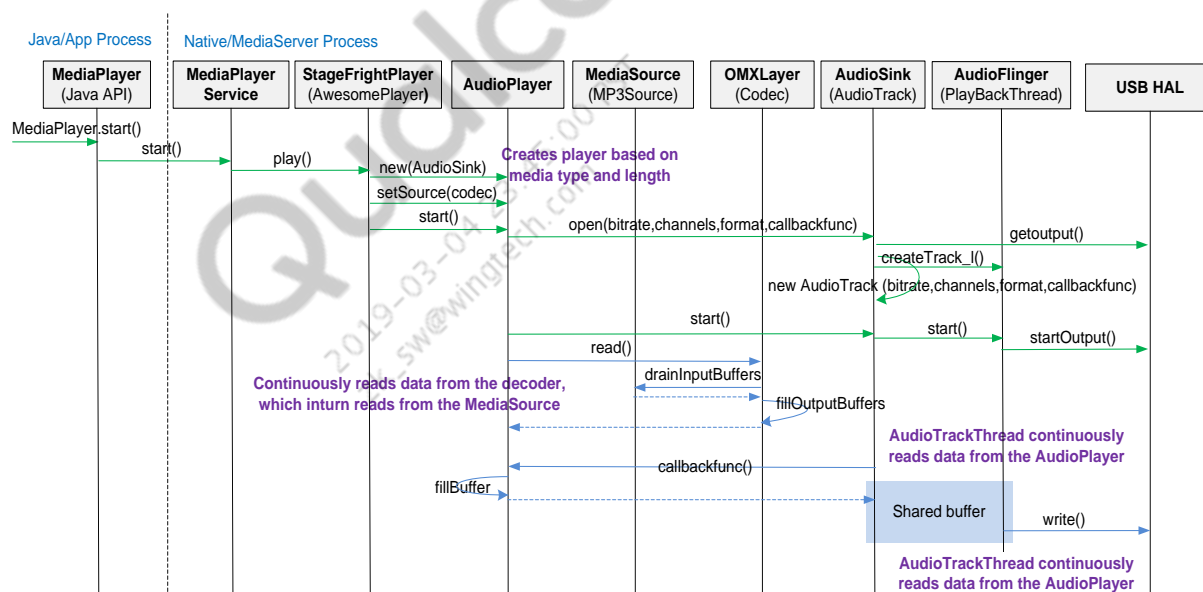 Java/App Process
Native/MediaServer Process
MediaPlayer
(Java API)
MediaPlayer
Service
StageFrightPlayer
(AwesomePlayer)
AudioPlayer
MediaSource
(MP3Source)
OMXLayer
(Codec)
AudioSink
(AudioTrack)
AudioFlinger
(PlayBackThread)
USB HAL
MediaPlayer.start()
start()
play()
new(AudioSink)
Creates player based on
media type and length
setSource(codec)
start()
open(bitrate,channels,format,callbackfunc)
getoutput()
createTrack_l()
new AudioTrack (bitrate,channels,format,callbackfunc)
start()
start()
startOutput()
read()
drainInputBuffers
Continuously reads data from the decoder,
which inturn reads from the MediaSource
fillOutputBuffers
AudioTrackThread continuously
reads data from the AudioPlayer
callbackfunc()
fillBuffer
Shared buffer
write()
AudioTrackThread continuously
reads data from the AudioPlayer